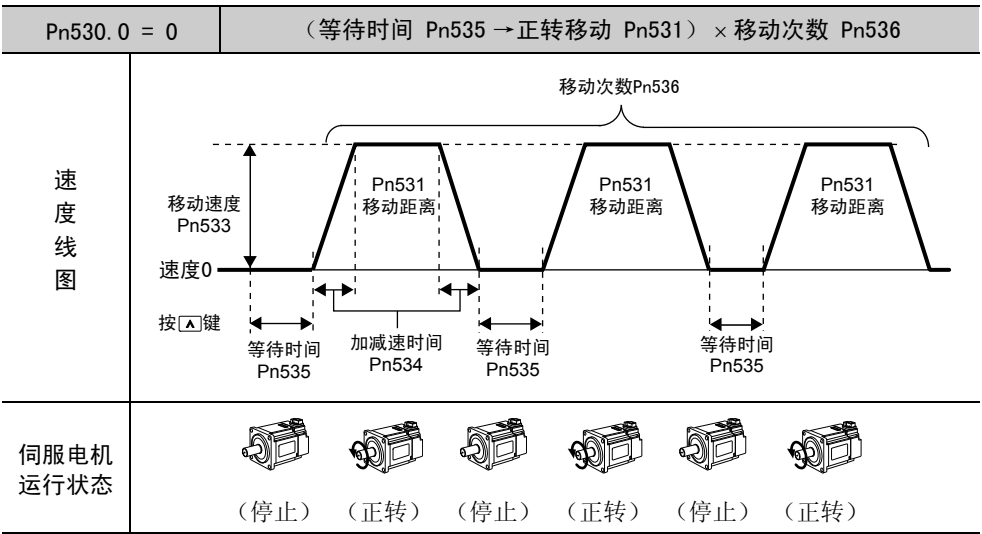 Pn530.0 = 0
（等待时间 Pn535→正转移动 Pn531）×移动次数 Pn536
速
度
线
图
移动次数Pn536
移动速度
Pn533
Pn531
移动距离
Pn531
移动距离
Pn531
移动距离
速度0
按∧键
等待时间
Pn535
加减速时间
Pn534
等待时间
Pn535
等待时间
Pn535
伺服电机
运行状态
（停止）（正转）（停止）（正转）（停止）（正转）